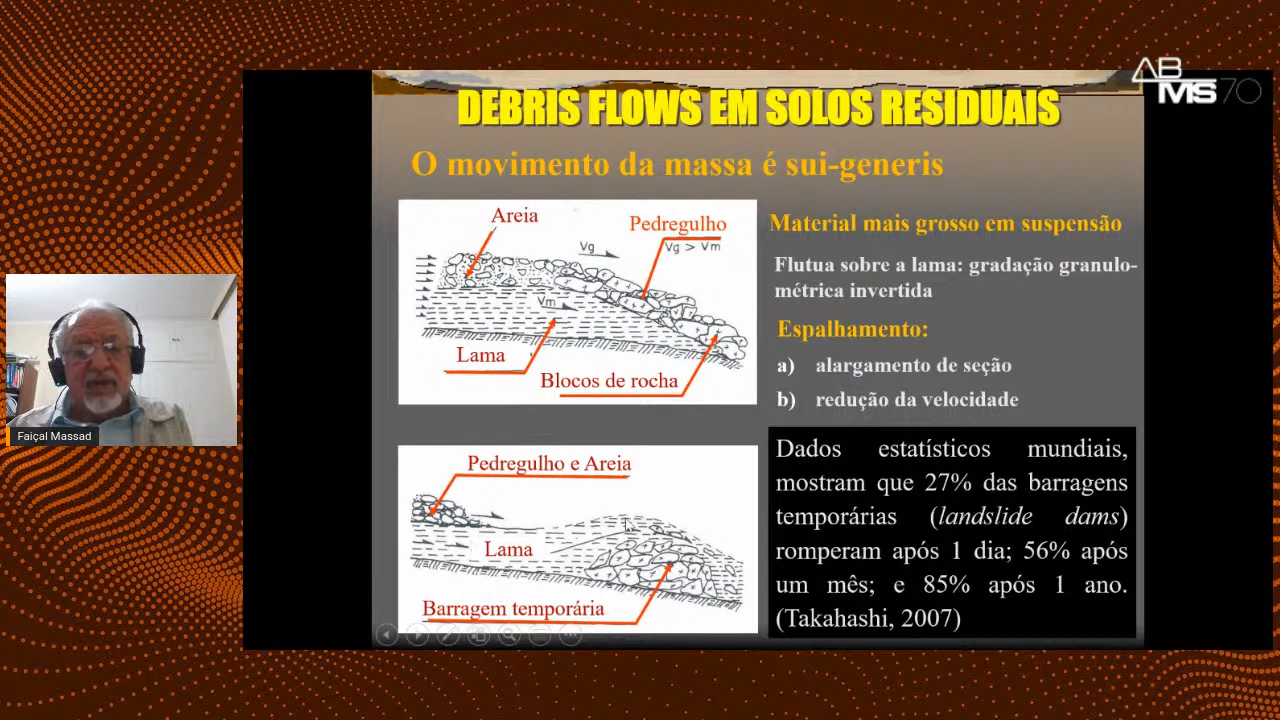 AB
MS70
DEBRIS FLOWS EM SOLOS RESIDUAIS
O movimento da massa é sui-generis
Areia
Pedregulho
Vg
Vg > Vm
Vm
Lama
Blocos de rocha
Material mais grosso em suspensão
Flutua sobre a lama: gradação granulo-
métrica invertida
Espalhamento:
a) alargamento de seção
b) redução da velocidade
Pedregulho e Areia
Lama
Barragem temporária
Dados estatísticos mundiais,
mostram que 27% das barragens
temporárias (landslide dams)
romperam após 1 dia; 56% após
um mês; e 85% após 1 ano.
(Takahashi, 2007)
Faiçal Massad